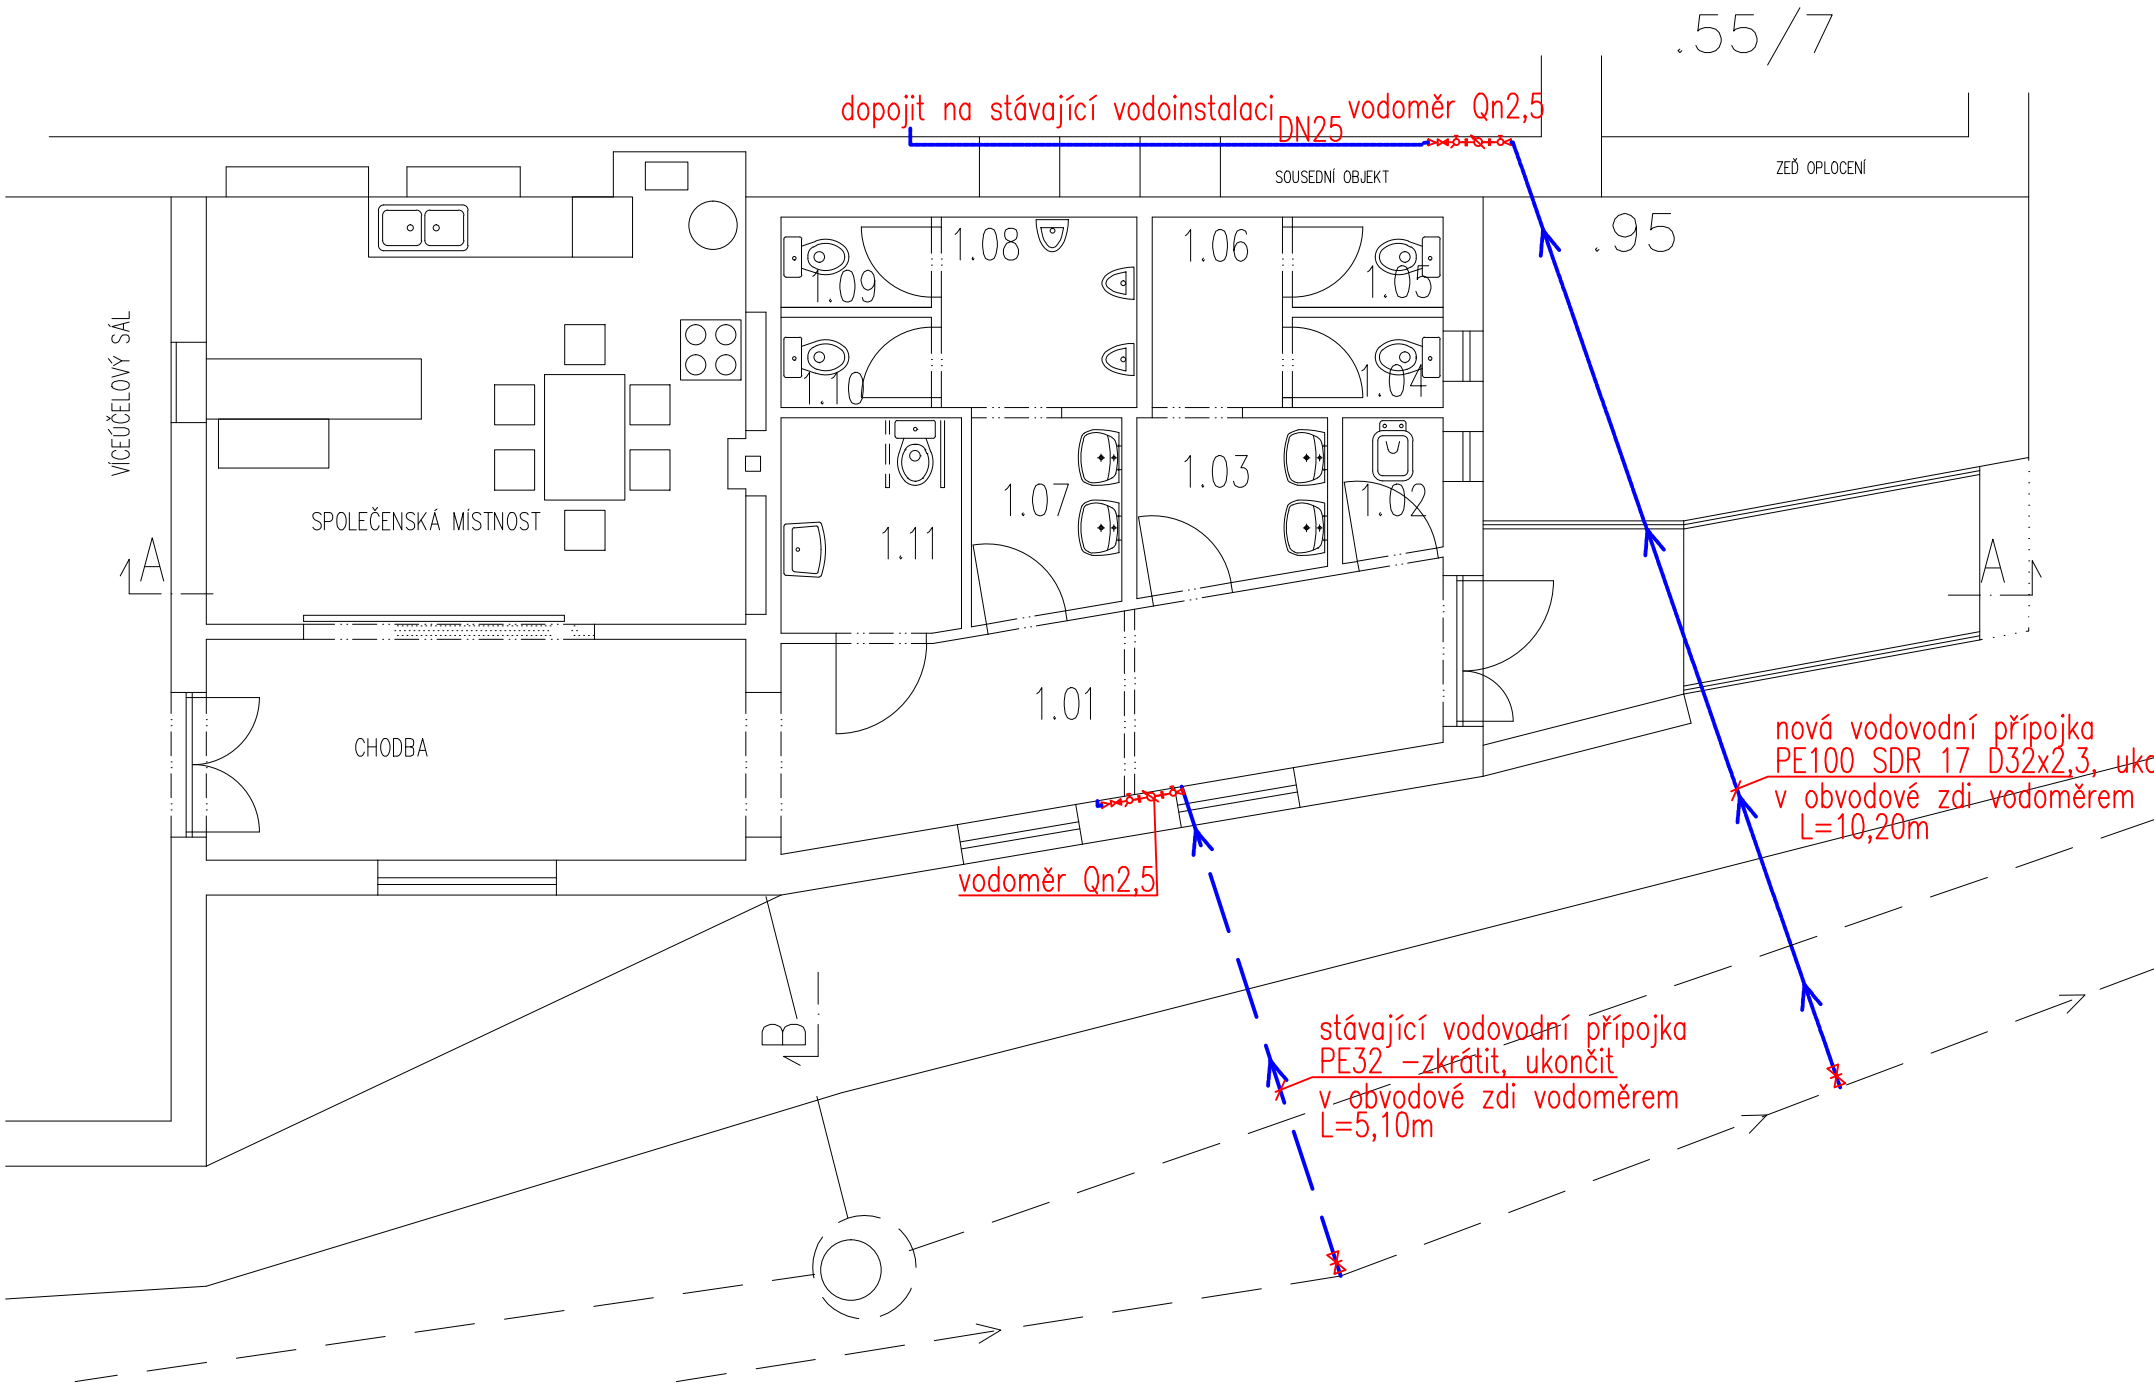 .55/7
dopojit na stávající vodoinstalaci
DN25
vodoměr Qn2,5
SOUSEDNÍ OBJEKT
ZEĎ OPLOCENÍ
.95
1.08
1.06
1.09
1.05
1.10
1.04
VÍCEÚČELOVÝ SÁL
SPOLEČENSKÁ MÍSTNOST
1.07
1.03
1.02
1.11
A
A
1.01
CHODBA
nová vodovodní přípojka
PE100 SDR 17 D32x2,3, uko
v obvodové zdi vodoměrem
L=10,20m
vodoměr Qn2,5
B
stávající vodovodní přípojka
PE32 -zkrátit, ukončit
v obvodové zdi vodoměrem
L=5,10m